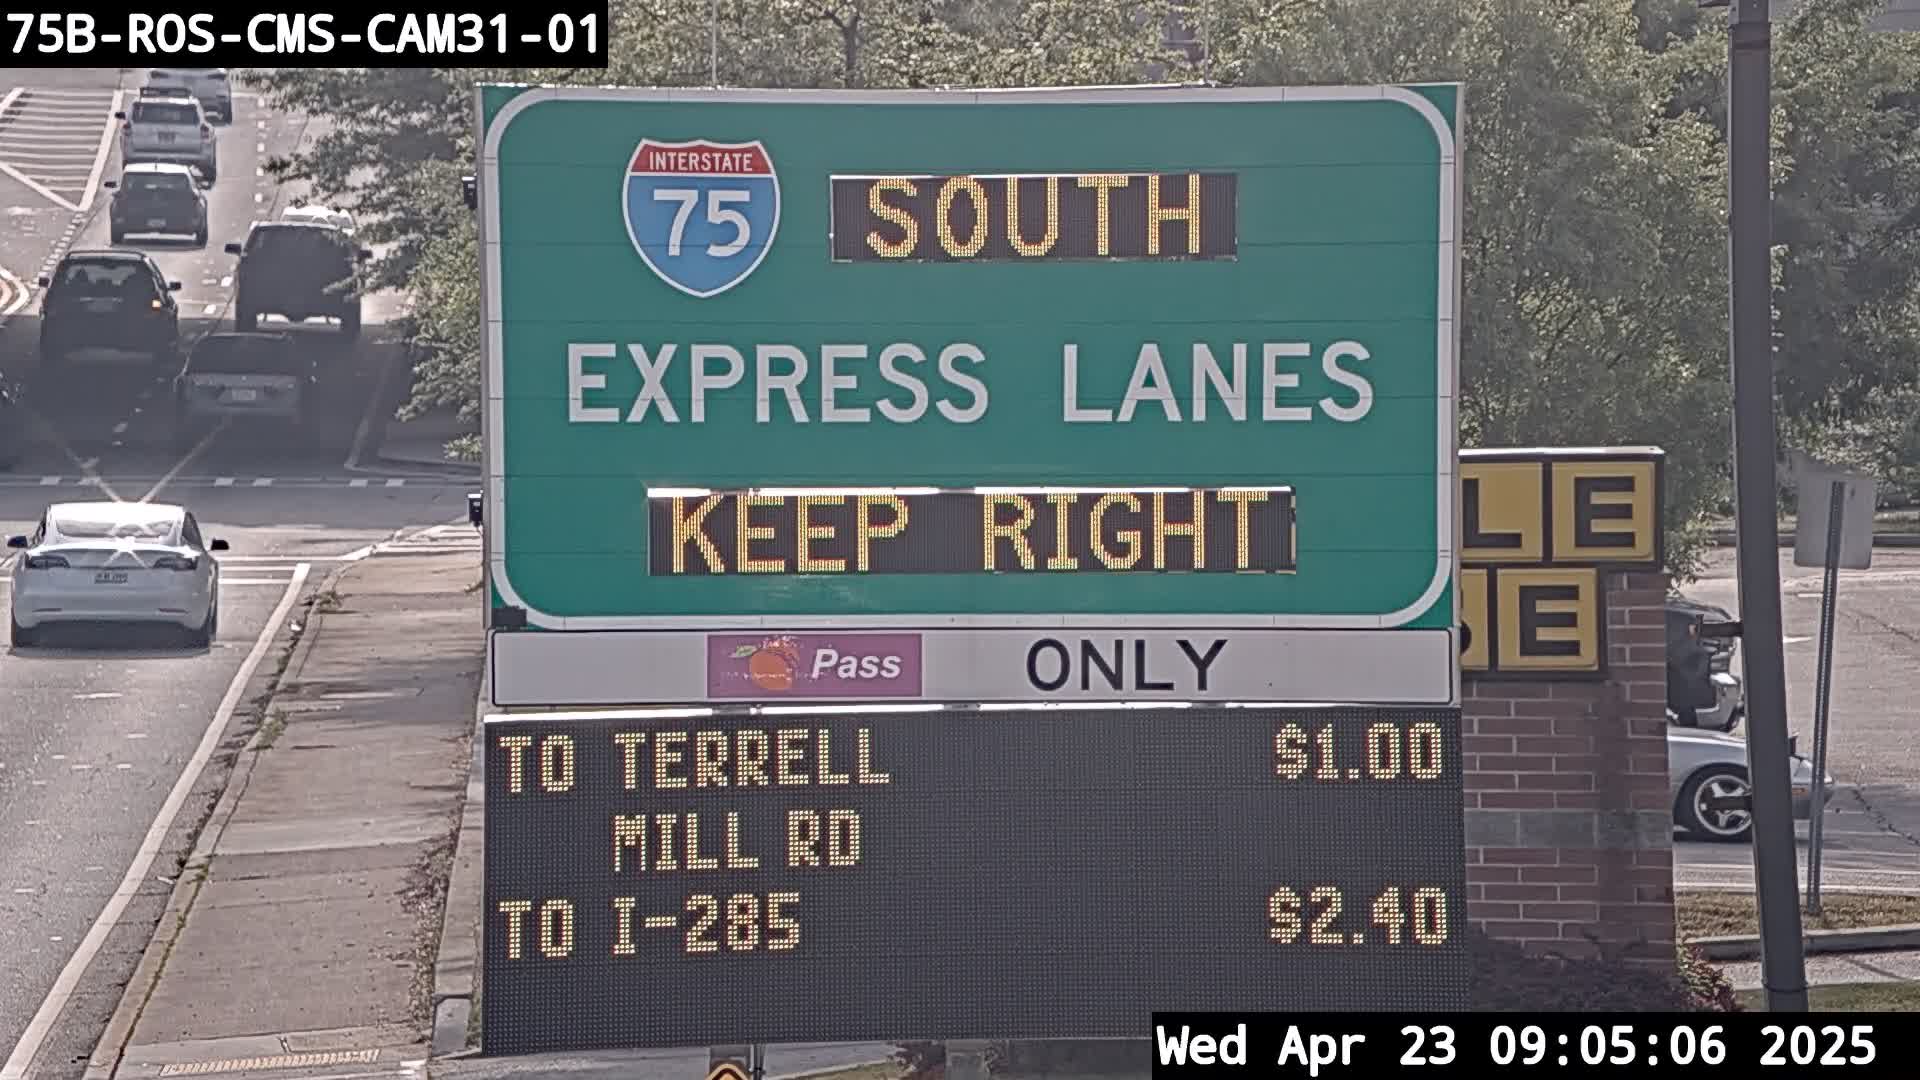 75B-ROS-CMS-CAM31-01
INTERSTATE
75
SOUTH
EXPRESS LANES
KEEP RIGHT
Pass ONLY
TO TERRELL $1.00
MILL RD
TO I-285 $2.40
LE
E
Wed Apr 23 09:05:06 2025